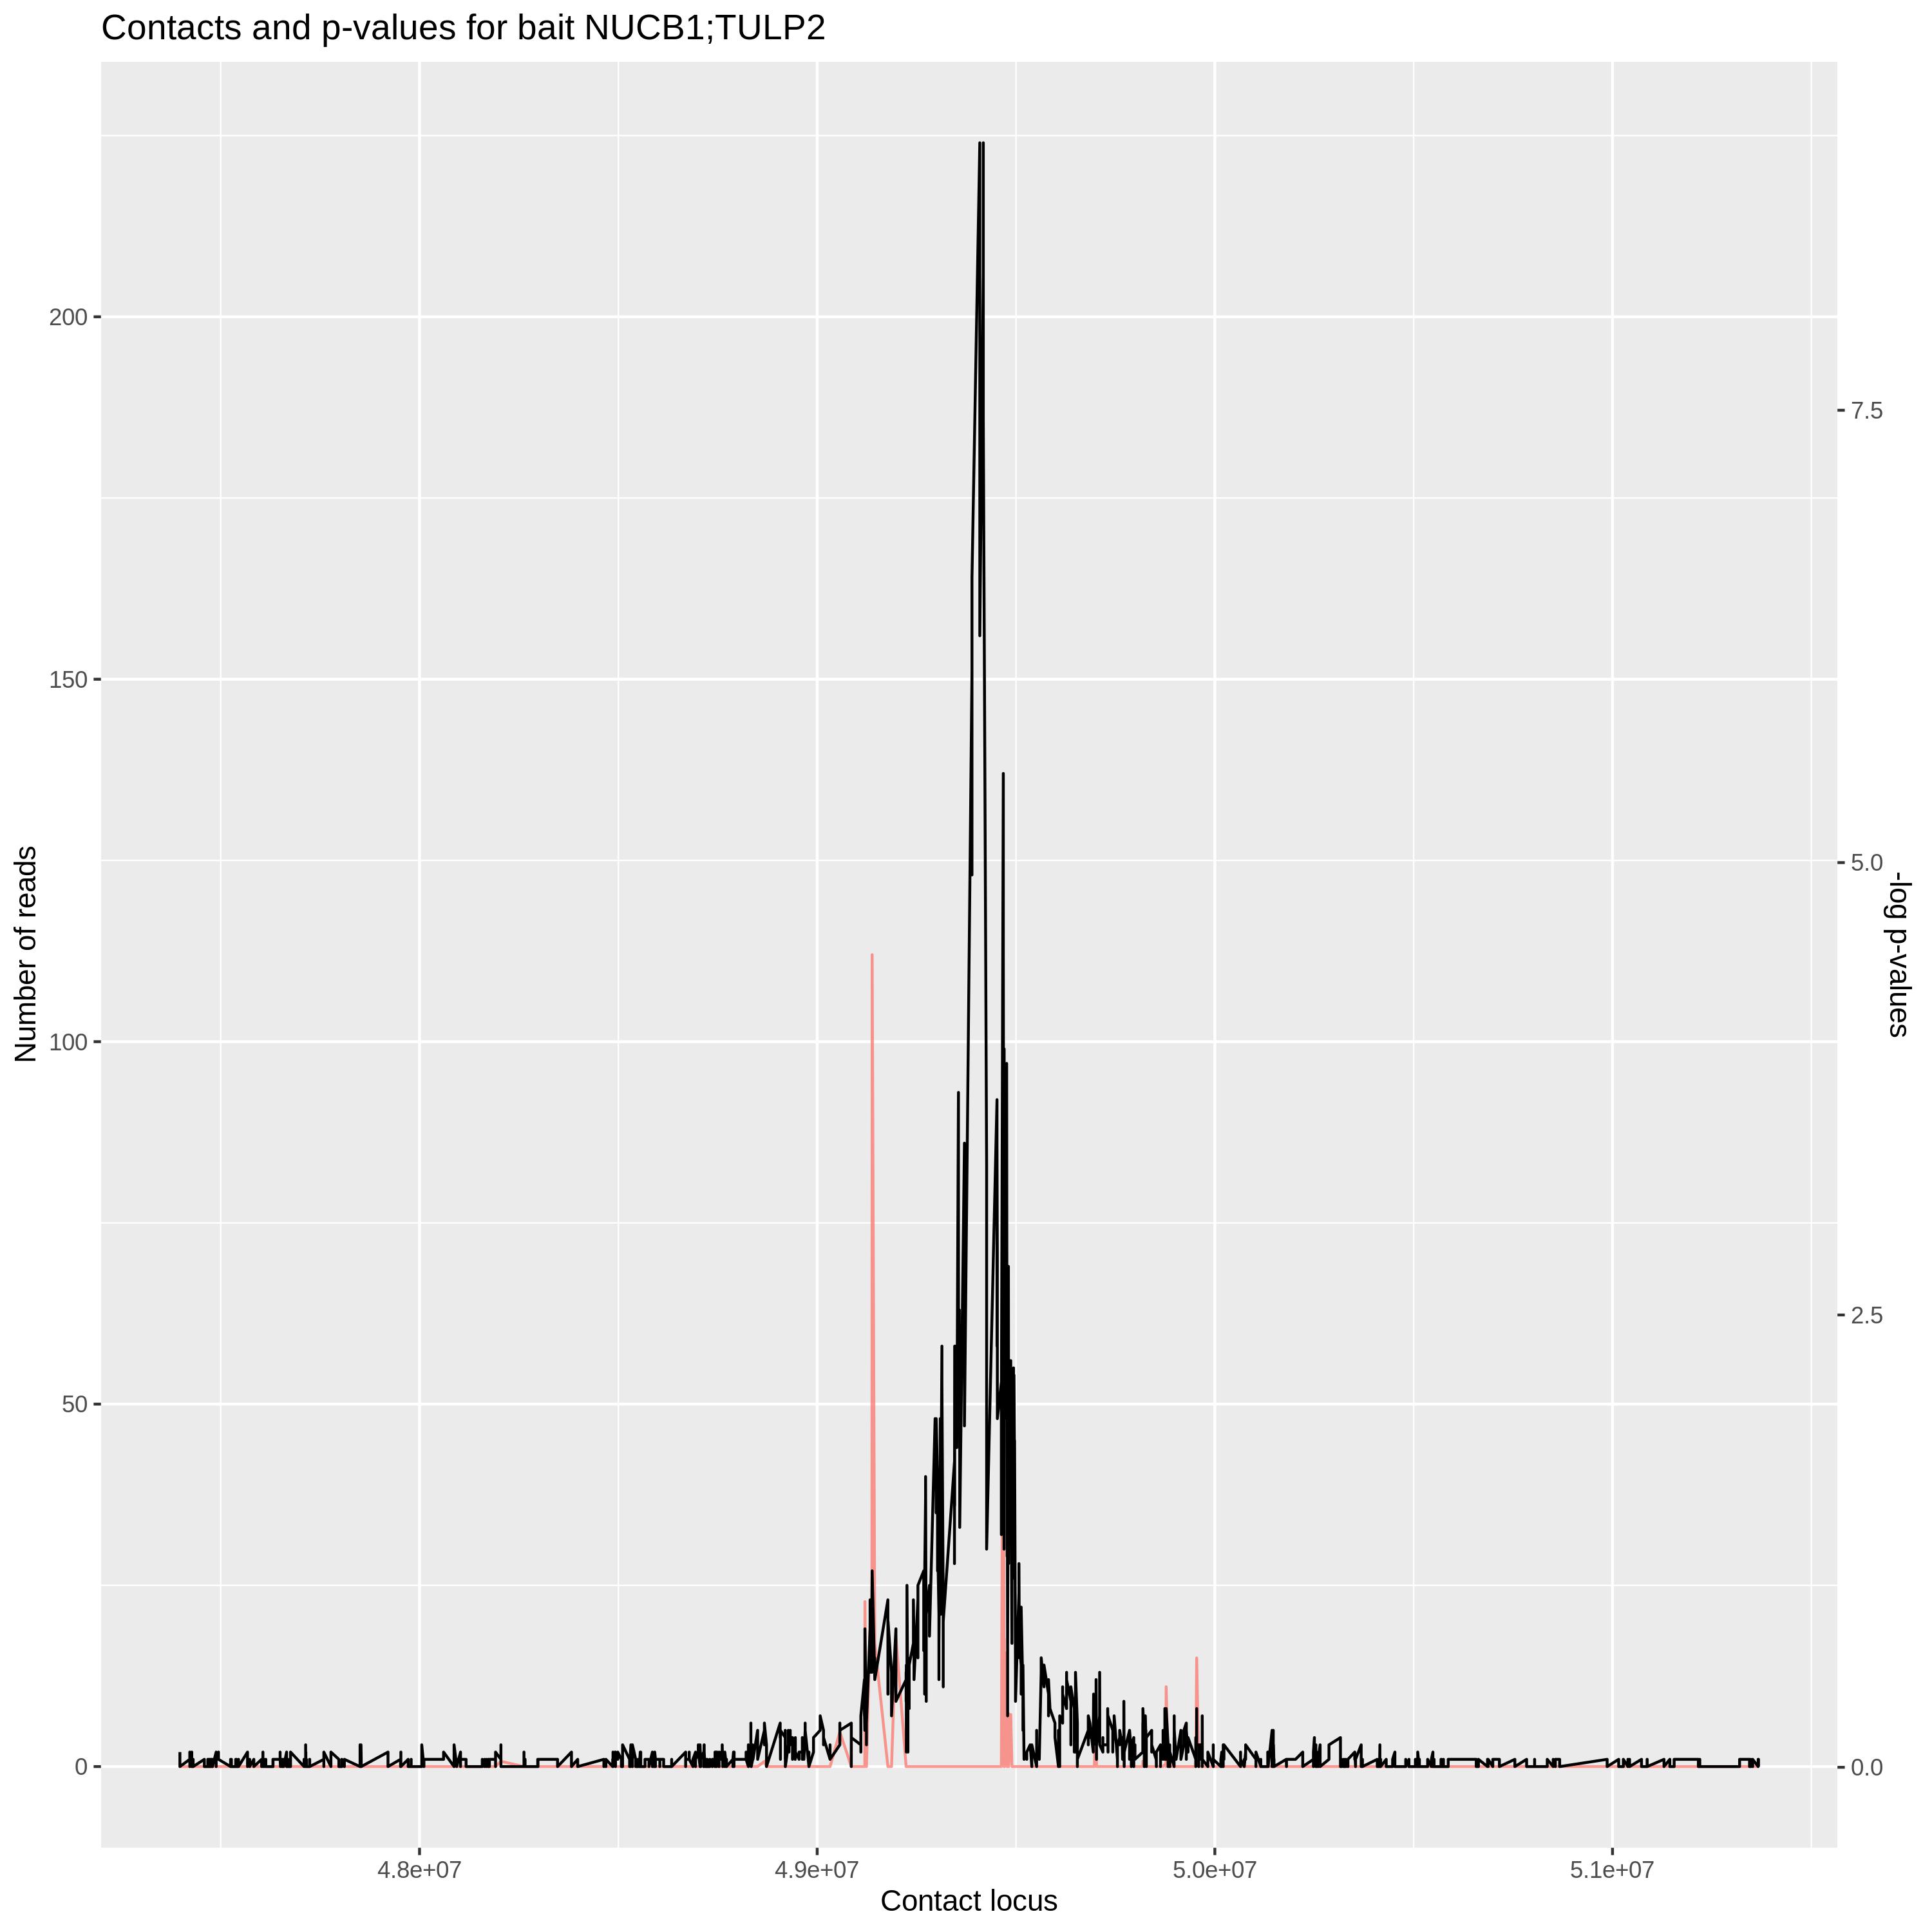 Contacts and p-values for bait NUCB1;TULP2
Number of reads
200
150
100
50
0
7.5
5.0
2.5
0.0
-log p-values
4.8e+07
4.9e+07
5.0e+07
5.1e+07
Contact locus